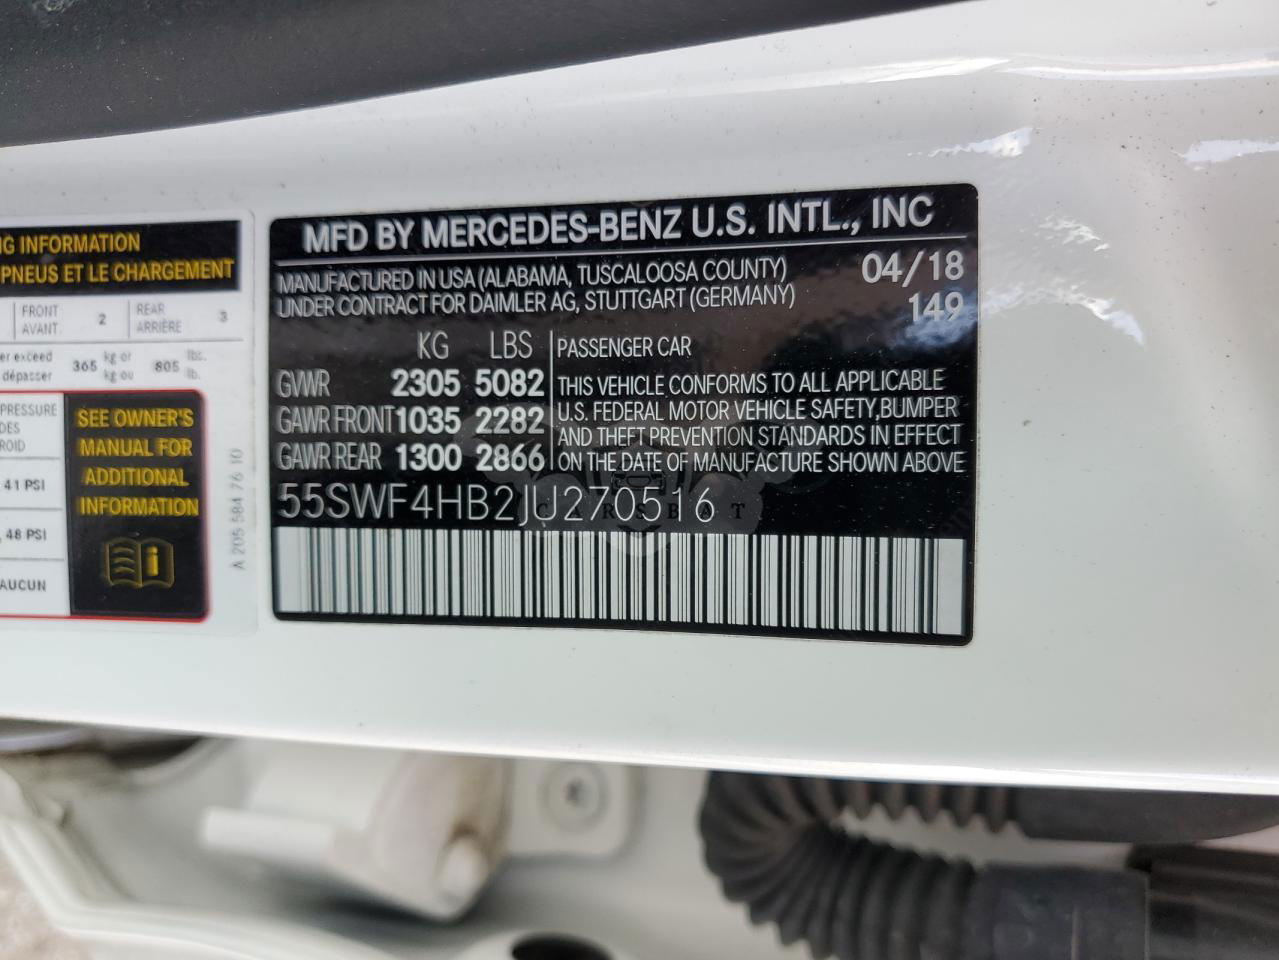 MFD BY MERCEDES-BENZ U.S. INTL., INC
MANUFACTURED IN USA (ALABAMA, TUSCALOOSA COUNTY) 04/18
UNDER CONTRACT FOR DAIMLER AG, STUTTGART (GERMANY) 149
KG LBS
GVWR 2305 5082
GAWR FRONT 1035 2282
GAWR REAR 1300 2866
PASSENGER CAR
THIS VEHICLE CONFORMS TO ALL APPLICABLE
U.S. FEDERAL MOTOR VEHICLE SAFETY, BUMPER
AND THEFT PREVENTION STANDARDS IN EFFECT
ON THE DATE OF MANUFACTURE SHOWN ABOVE
55SWF4HB2JU270516
CARSBAT
NG INFORMATION
PNEUS ET LE CHARGEMENT
FRONT 2 REAR 3
AVANT. ARRIÈRE
er exceed 365 kg or 805 lbs.
dépasser kg ou lb.
PRESSURE
DES
ROID
41 PSI
, 48 PSI
AUCUN
SEE OWNER'S
MANUAL FOR
ADDITIONAL
INFORMATION
i
A 205 584 76 10